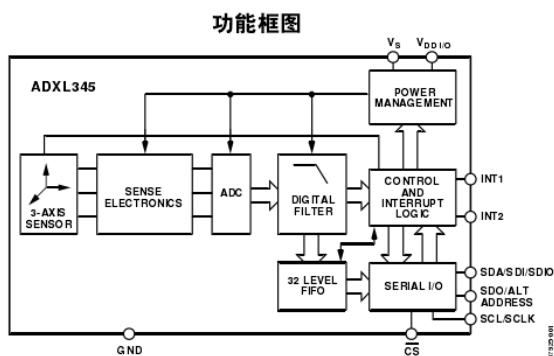 功能框图
VS
VDD I/O
ADXL345
POWER
MANAGEMENT
3-AXIS
SENSOR
SENSE
ELECTRONICS
ADC
DIGITAL
FILTER
CONTROL
AND
INTERRUPT
LOGIC
INT1
INT2
32 LEVEL
FIFO
SERIAL I/O
SDA/SDI/SDIO
SDO/ALT
ADDRESS
SCL/SCLK
GND
CS